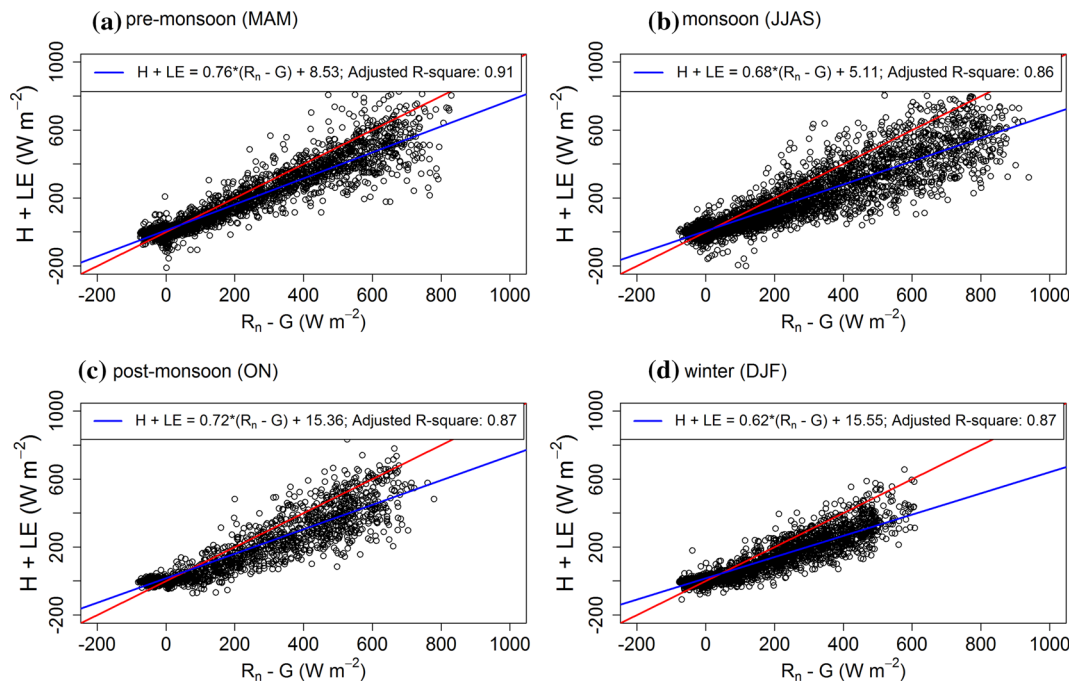 (a) pre-monsoon (MAM)
H + LE = 0.76*(Rn - G) + 8.53; Adjusted R-square: 0.91
H + LE (W m−2)
1000
600
200
-200
-200 0 200 400 600 800 1000
Rn - G (W m−2)
(b) monsoon (JJAS)
H + LE = 0.68*(Rn - G) + 5.11; Adjusted R-square: 0.86
H + LE (W m−2)
1000
600
200
-200
-200 0 200 400 600 800 1000
Rn - G (W m−2)
(c) post-monsoon (ON)
H + LE = 0.72*(Rn - G) + 15.36; Adjusted R-square: 0.87
H + LE (W m−2)
1000
600
200
-200
-200 0 200 400 600 800 1000
Rn - G (W m−2)
(d) winter (DJF)
H + LE = 0.62*(Rn - G) + 15.55; Adjusted R-square: 0.87
H + LE (W m−2)
1000
600
200
-200
-200 0 200 400 600 800 1000
Rn - G (W m−2)